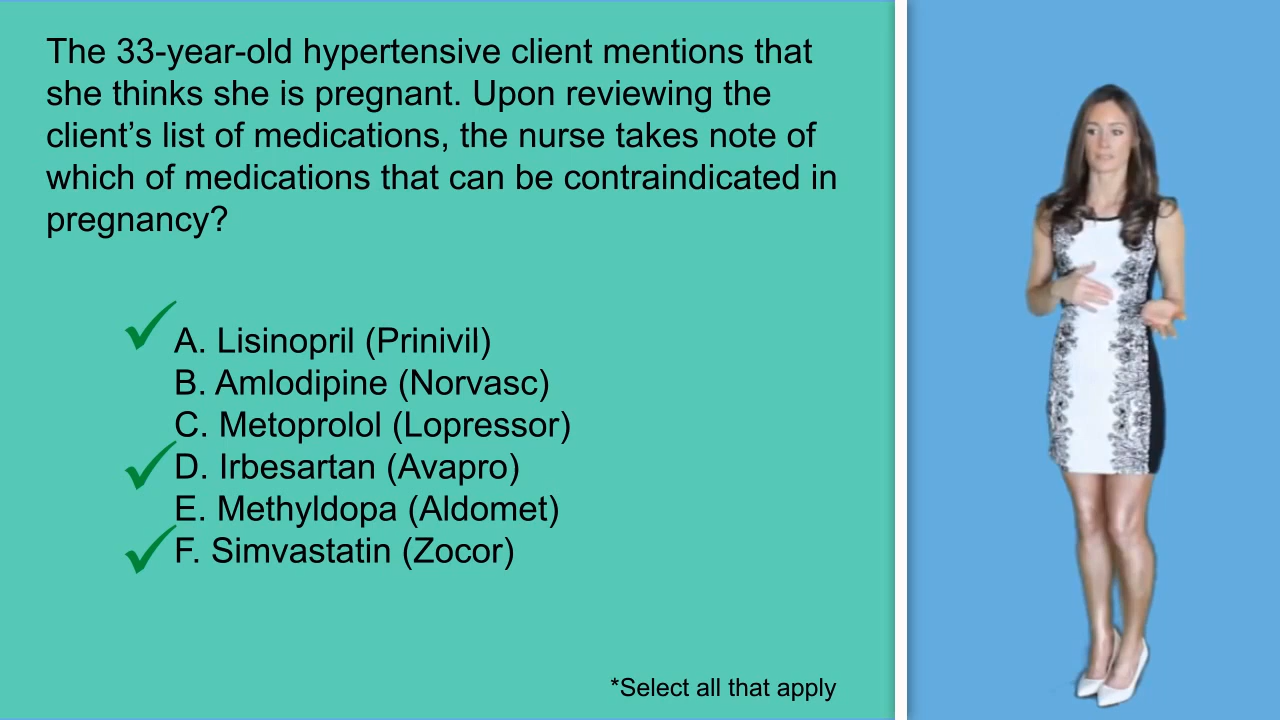 The 33-year-old hypertensive client mentions that
she thinks she is pregnant. Upon reviewing the
client’s list of medications, the nurse takes note of
which of medications that can be contraindicated in
pregnancy?
A. Lisinopril (Prinivil)
B. Amlodipine (Norvasc)
C. Metoprolol (Lopressor)
D. Irbesartan (Avapro)
E. Methyldopa (Aldomet)
F. Simvastatin (Zocor)
*Select all that apply